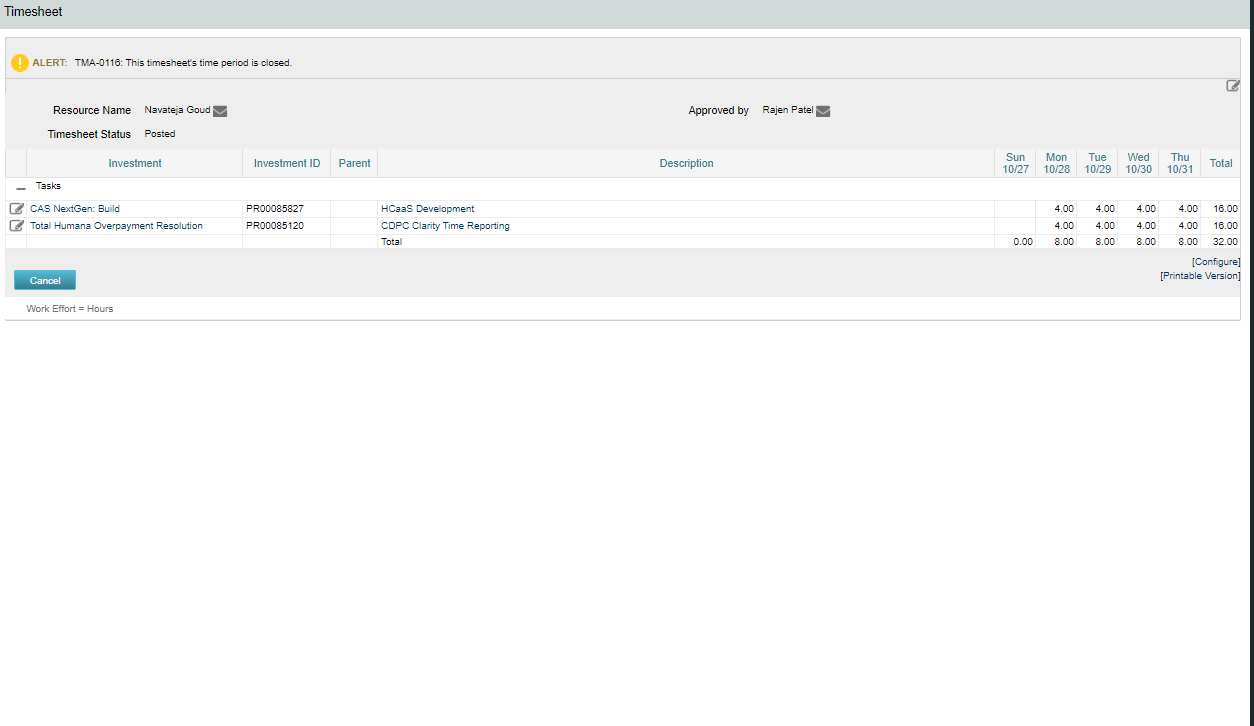 Timesheet
ALERT: TMA-0116: This timesheet's time period is closed.
Resource Name Navateja Goud Approved by Rajen Patel
Timesheet Status Posted
Investment Investment ID Parent Description Sun 10/27 Mon 10/28 Tue 10/29 Wed 10/30 Thu 10/31 Total
Tasks
CAS NextGen: Build PR00085827 HCaaS Development 4.00 4.00 4.00 4.00 16.00
Total Humana Overpayment Resolution PR00085120 CDPC Clarity Time Reporting 4.00 4.00 4.00 4.00 16.00
Total 0.00 8.00 8.00 8.00 8.00 32.00
[Configure]
[Printable Version]
Cancel
Work Effort = Hours